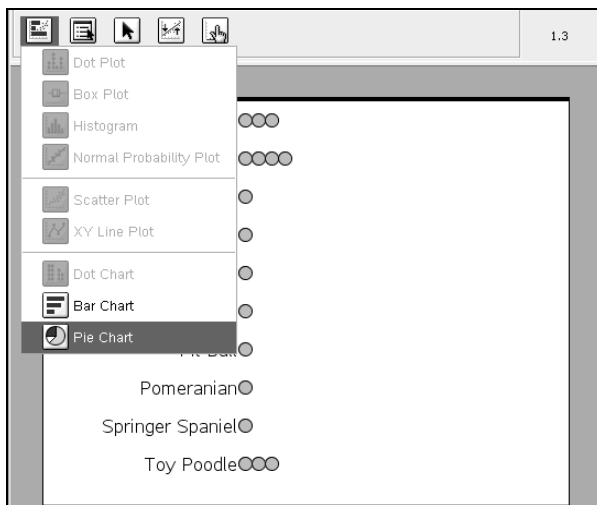 1.3
Dot Plot
Box Plot
Histogram
Normal Probability Plot
Scatter Plot
XY Line Plot
Dot Chart
Bar Chart
Pie Chart
Pomeranian
Springer Spaniel
Toy Poodle